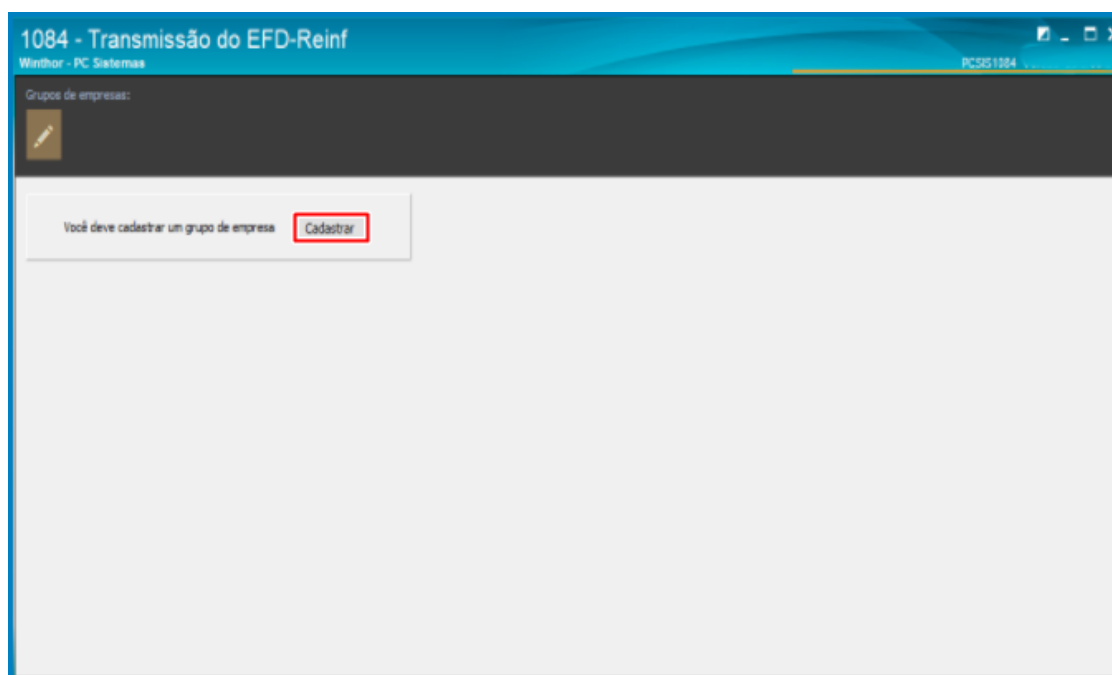 1084 - Transmissão do EFD-Reinf
Winthor - PC Sistemas
PCSIS1084
Grupos de empresas:
Você deve cadastrar um grupo de empresa
Cadastrar